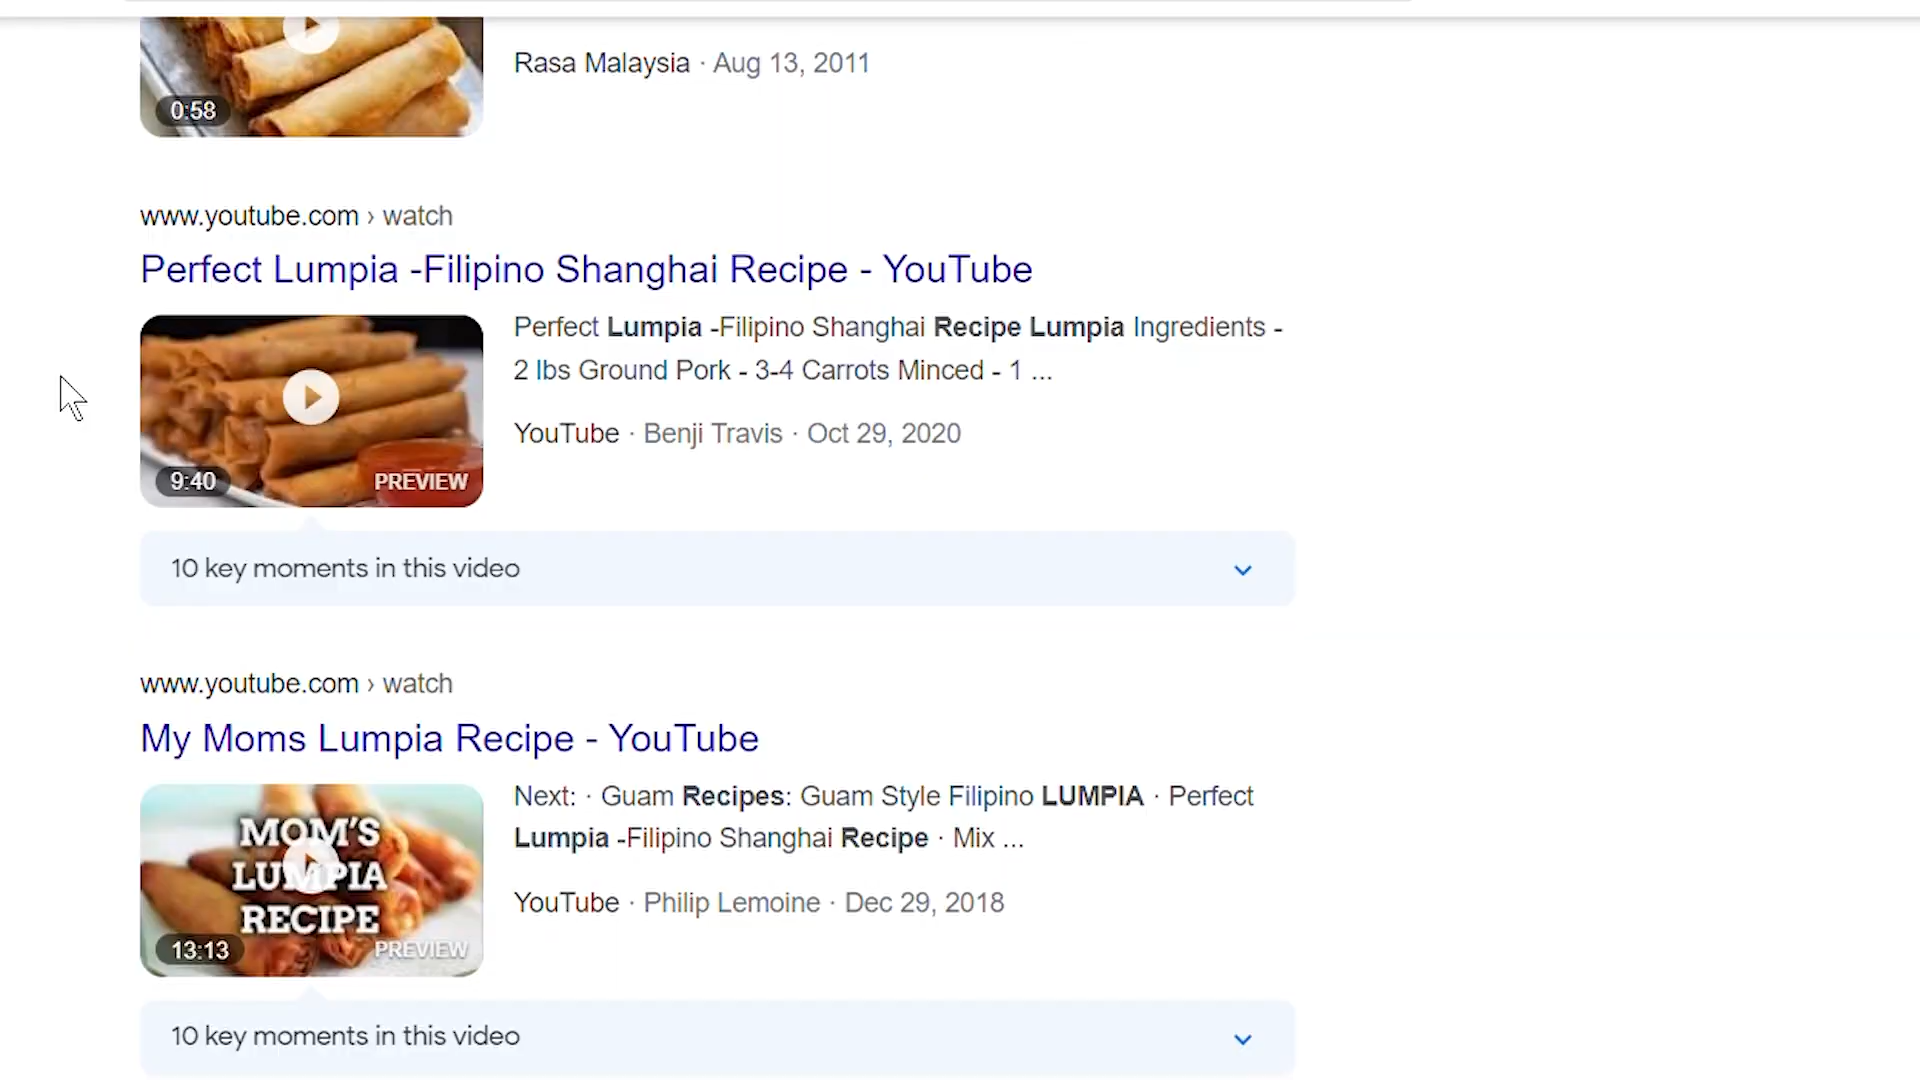 Rasa Malaysia · Aug 13, 2011
0:58
www.youtube.com › watch
Perfect Lumpia -Filipino Shanghai Recipe - YouTube
Perfect Lumpia -Filipino Shanghai Recipe Lumpia Ingredients -
2 lbs Ground Pork - 3-4 Carrots Minced - 1 ...
YouTube · Benji Travis · Oct 29, 2020
9:40
PREVIEW
10 key moments in this video
www.youtube.com › watch
My Moms Lumpia Recipe - YouTube
Next: · Guam Recipes: Guam Style Filipino LUMPIA · Perfect
Lumpia -Filipino Shanghai Recipe · Mix ...
YouTube · Philip Lemoine · Dec 29, 2018
MOM'S
LUMPIA
RECIPE
13:13
PREVIEW
10 key moments in this video